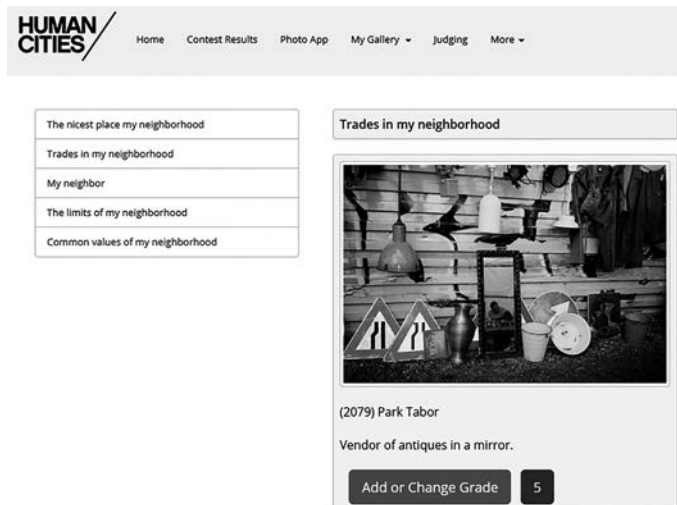 HUMAN
CITIES/
Home Contest Results Photo App My Gallery Judging More
The nicest place my neighborhood
Trades in my neighborhood
My neighbor
The limits of my neighborhood
Common values of my neighborhood
Trades in my neighborhood
(2079) Park Tabor
Vendor of antiques in a mirror.
Add or Change Grade 5